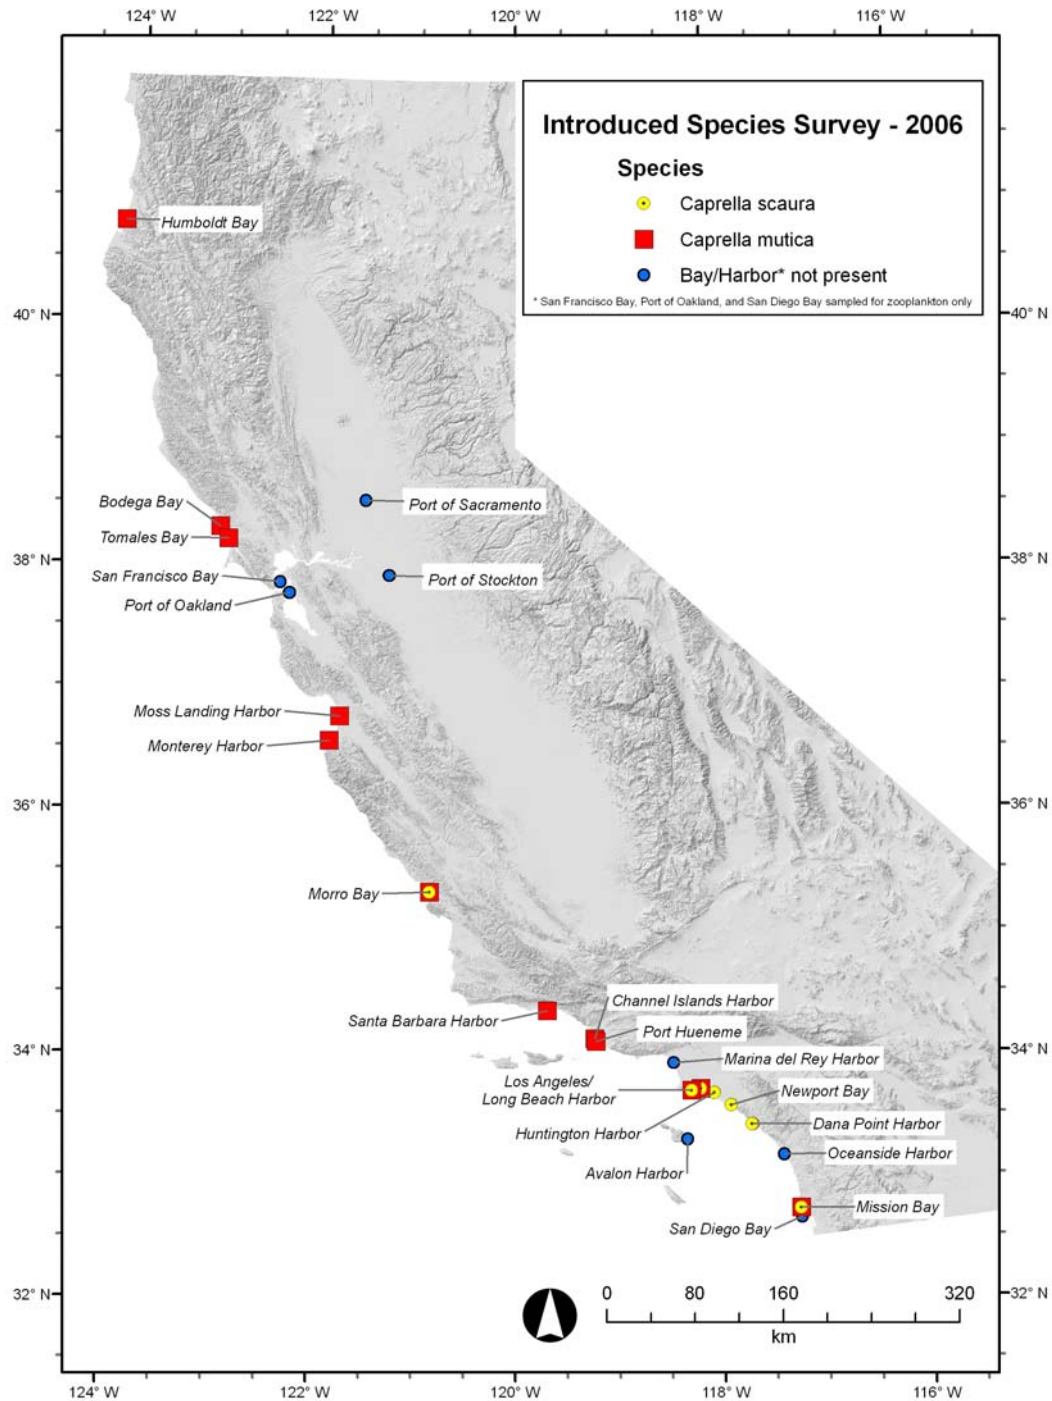 124° W 122° W 120° W 118° W 116° W
Introduced Species Survey - 2006
Species
Caprella scaura
Caprella mutica
Bay/Harbor* not present
* San Francisco Bay, Port of Oakland, and San Diego Bay sampled for zooplankton only
Humboldt Bay
40° N
40° N
Bodega Bay
Port of Sacramento
Tomales Bay
38° N
38° N
San Francisco Bay
Port of Stockton
Port of Oakland
Moss Landing Harbor
Monterey Harbor
36° N
36° N
Morro Bay
Channel Islands Harbor
Santa Barbara Harbor
Port Hueneme
34° N
34° N
Marina del Rey Harbor
Los Angeles/
Long Beach Harbor
Newport Bay
Dana Point Harbor
Huntington Harbor
Oceanside Harbor
Avalon Harbor
Mission Bay
San Diego Bay
32° N
32° N
0 80 160 320
km
124° W 122° W 120° W 118° W 116° W